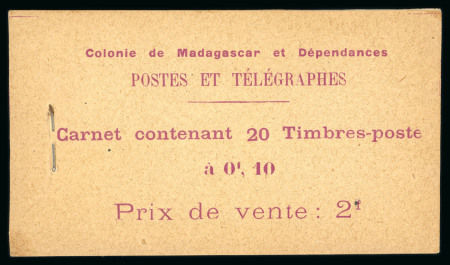 Colonie de Madagascar et Dépendances
POSTES ET TÉLÉGRAPHES
Carnet contenant 20 Timbres-poste
à 0f, 10
Prix de vente : 2f